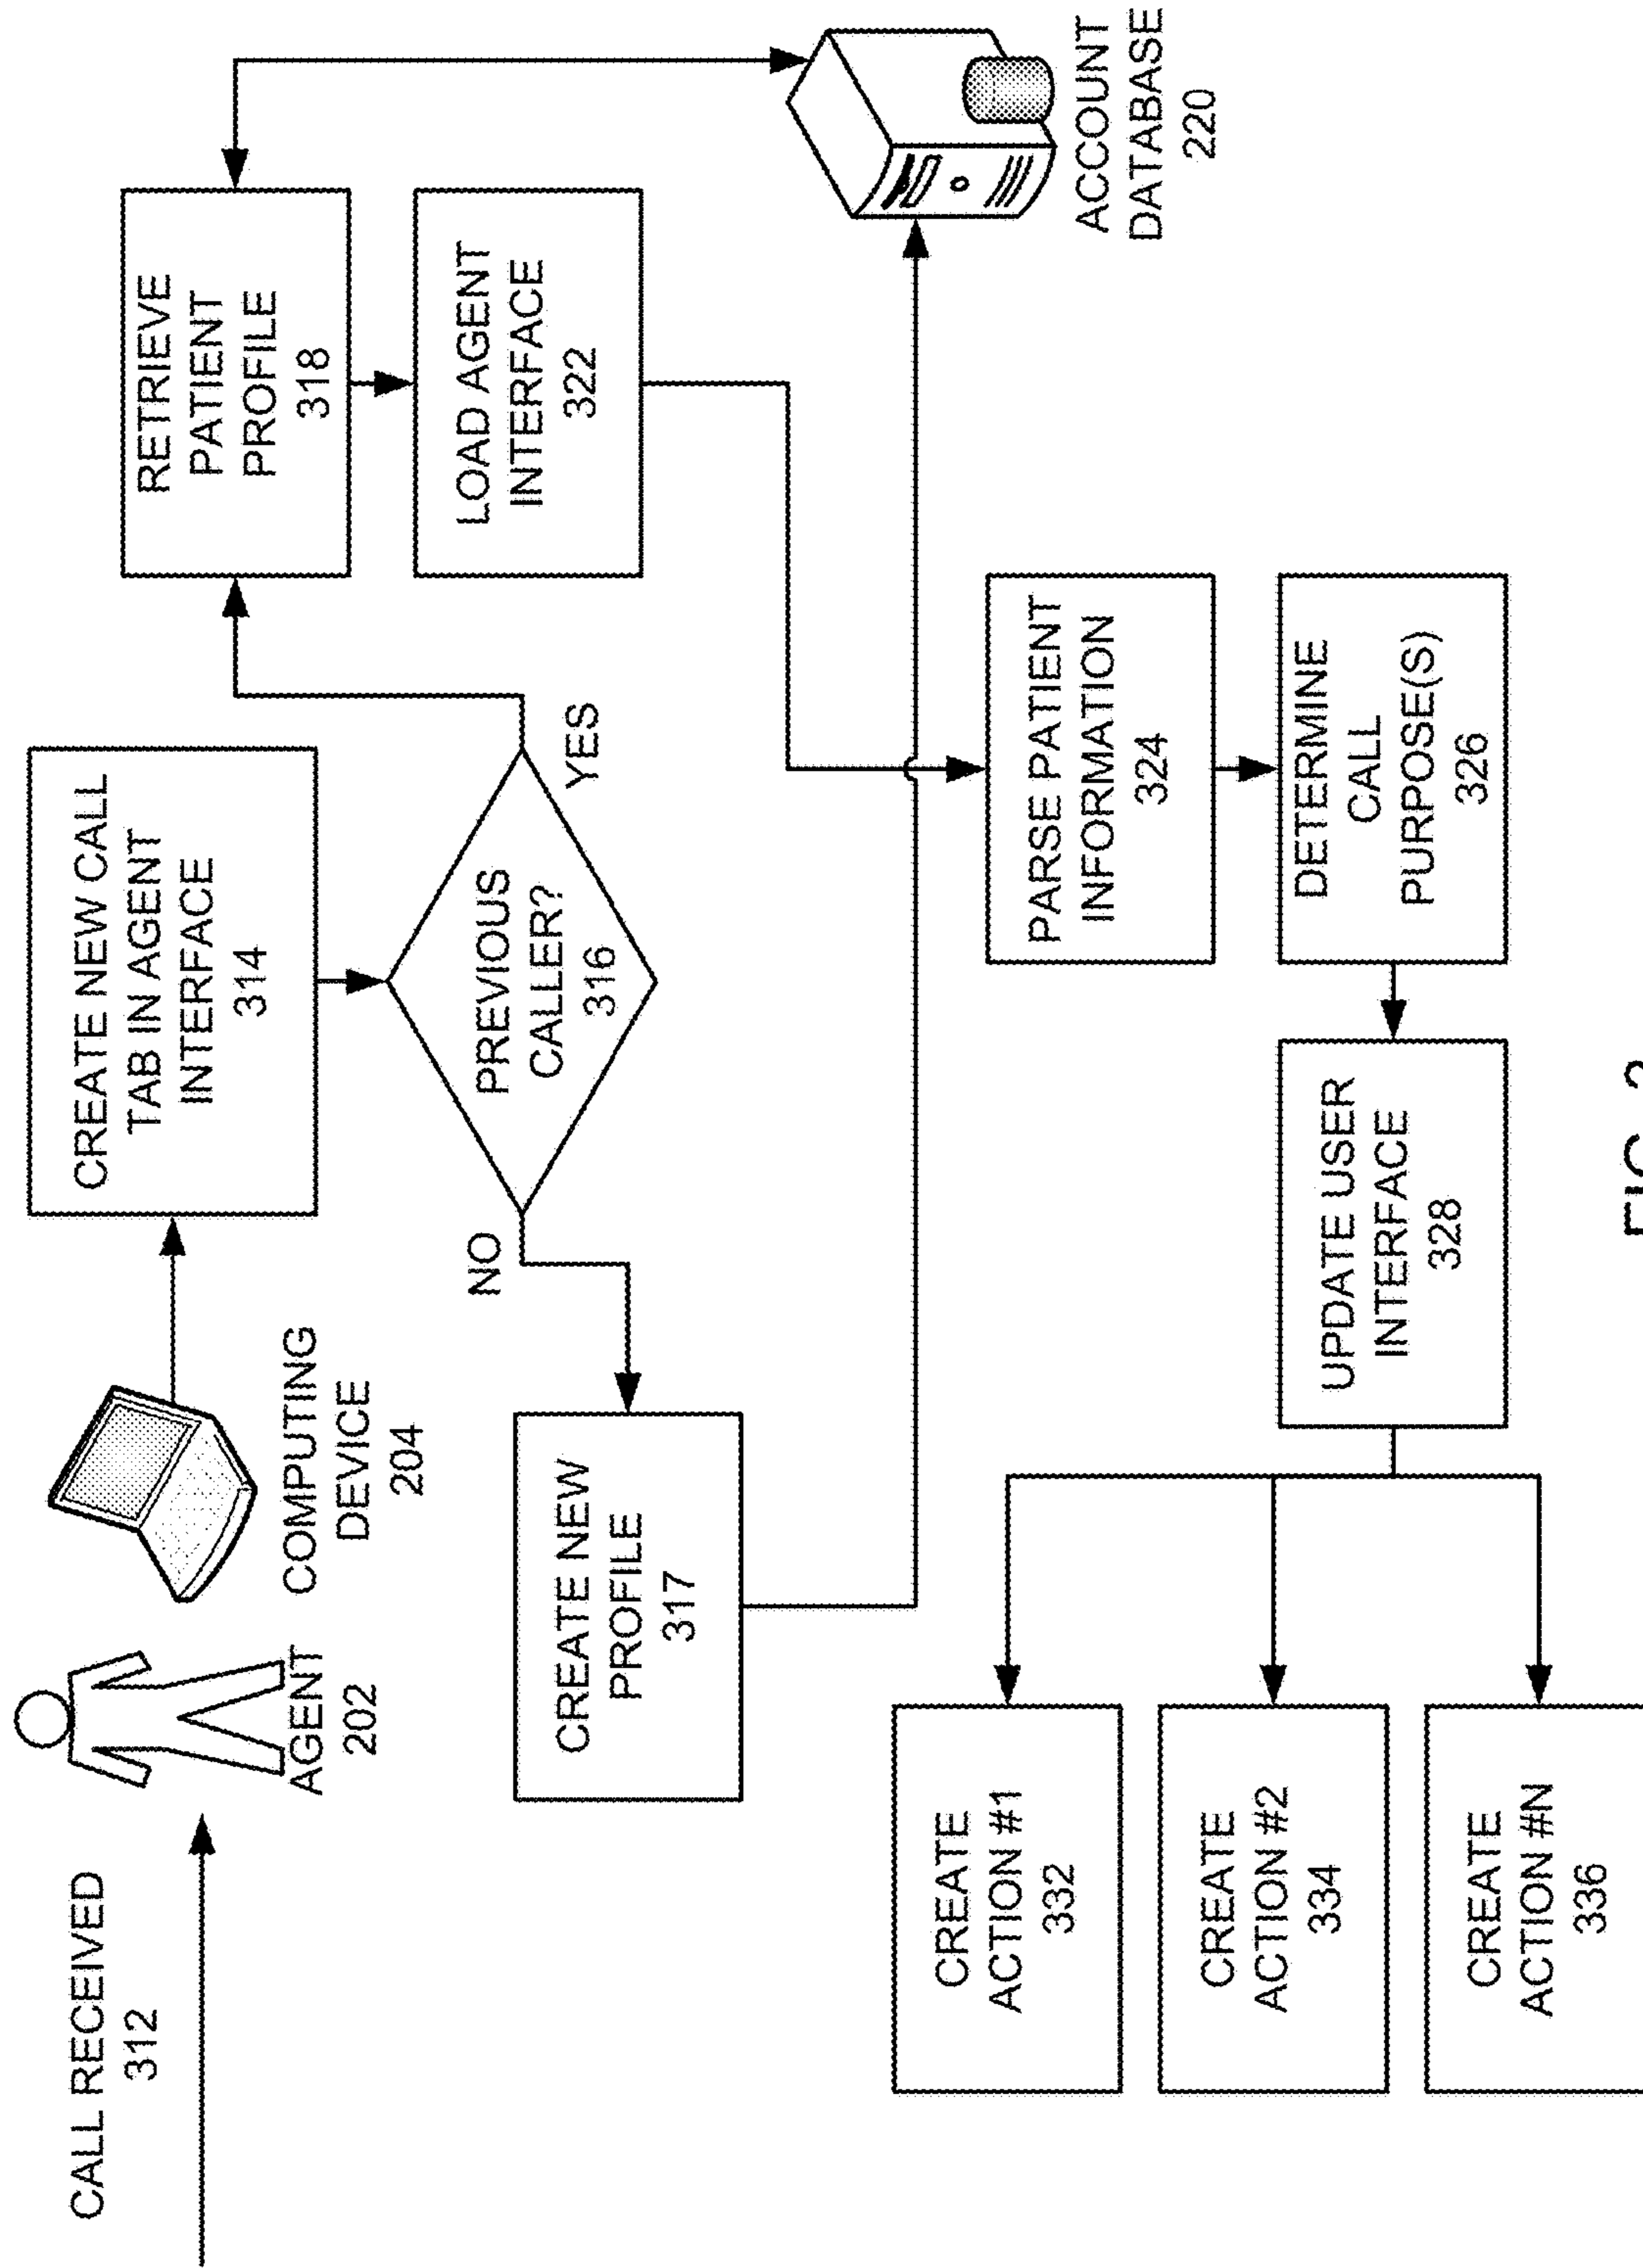 CALL RECEIVED
312
AGENT
202
COMPUTING
DEVICE
204
CREATE NEW CALL
TAB IN AGENT
INTERFACE
314
PREVIOUS
CALLER?
316
NO
YES
CREATE NEW
PROFILE
317
RETRIEVE
PATIENT
PROFILE
318
LOAD AGENT
INTERFACE
322
ACCOUNT
DATABASE
220
PARSE PATIENT
INFORMATION
324
DETERMINE
CALL
PURPOSE(S)
326
UPDATE USER
INTERFACE
328
CREATE
ACTION #1
332
CREATE
ACTION #2
334
CREATE
ACTION #N
336
FIG.